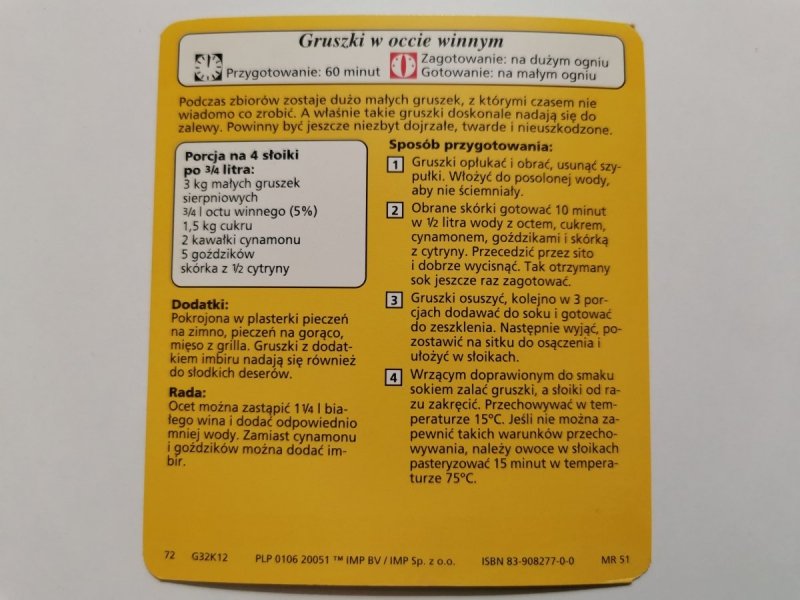 Gruszki w occie winnym
Przygotowanie: 60 minut
Zagotowanie: na dużym ogniu
Gotowanie: na małym ogniu
Podczas zbiorów zostaje dużo małych gruszek, z którymi czasem nie
wiadomo co zrobić. A właśnie takie gruszki doskonale nadają się do
zalewy. Powinny być jeszcze niezbyt dojrzałe, twarde i nieuszkodzone.
Porcja na 4 słoiki
po 3/4 litra:
3 kg małych gruszek
sierpniowych
3/4 l octu winnego (5%)
1,5 kg cukru
2 kawałki cynamonu
5 goździków
skórka z 1/2 cytryny
Dodatki:
Pokrojona w plasterki pieczeń
na zimno, pieczeń na gorąco,
mięso z grilla. Gruszki z dodat-
kiem imbiru nadają się również
do słodkich deserów.
Rada:
Ocet można zastąpić 1 1/4 l bia-
łego wina i dodać odpowiednio
mniej wody. Zamiast cynamonu
i goździków można dodać im-
bir.
Sposób przygotowania:
1 Gruszki opłukać i obrać, usunąć szy-
pułki. Włożyć do posolonej wody,
aby nie ściemniały.
2 Obrane skórki gotować 10 minut
w 1/2 litra wody z octem, cukrem,
cynamonem, goździkami i skórką
z cytryny. Przecedzić przez sito
i dobrze wycisnąć. Tak otrzymany
sok jeszcze raz zagotować.
3 Gruszki osuszyć, kolejno w 3 por-
cjach dodawać do soku i gotować
do zeszklenia. Następnie wyjąć, po-
zostawić na sitku do osączenia i
ułożyć w słoikach.
4 Wrzącym doprawionym do smaku
sokiem zalać gruszki, a słoiki od ra-
zu zakręcić. Przechowywać w tem-
peraturze 15°C. Jeśli nie można za-
pewnić takich warunków przecho-
wywania, należy owoce w słoikach
pasteryzować 15 minut w tempera-
turze 75°C.
72 G32K12 PLP 0106 20051 ™ IMP BV / IMP Sp. z o.o. ISBN 83-908277-0-0 MR 51